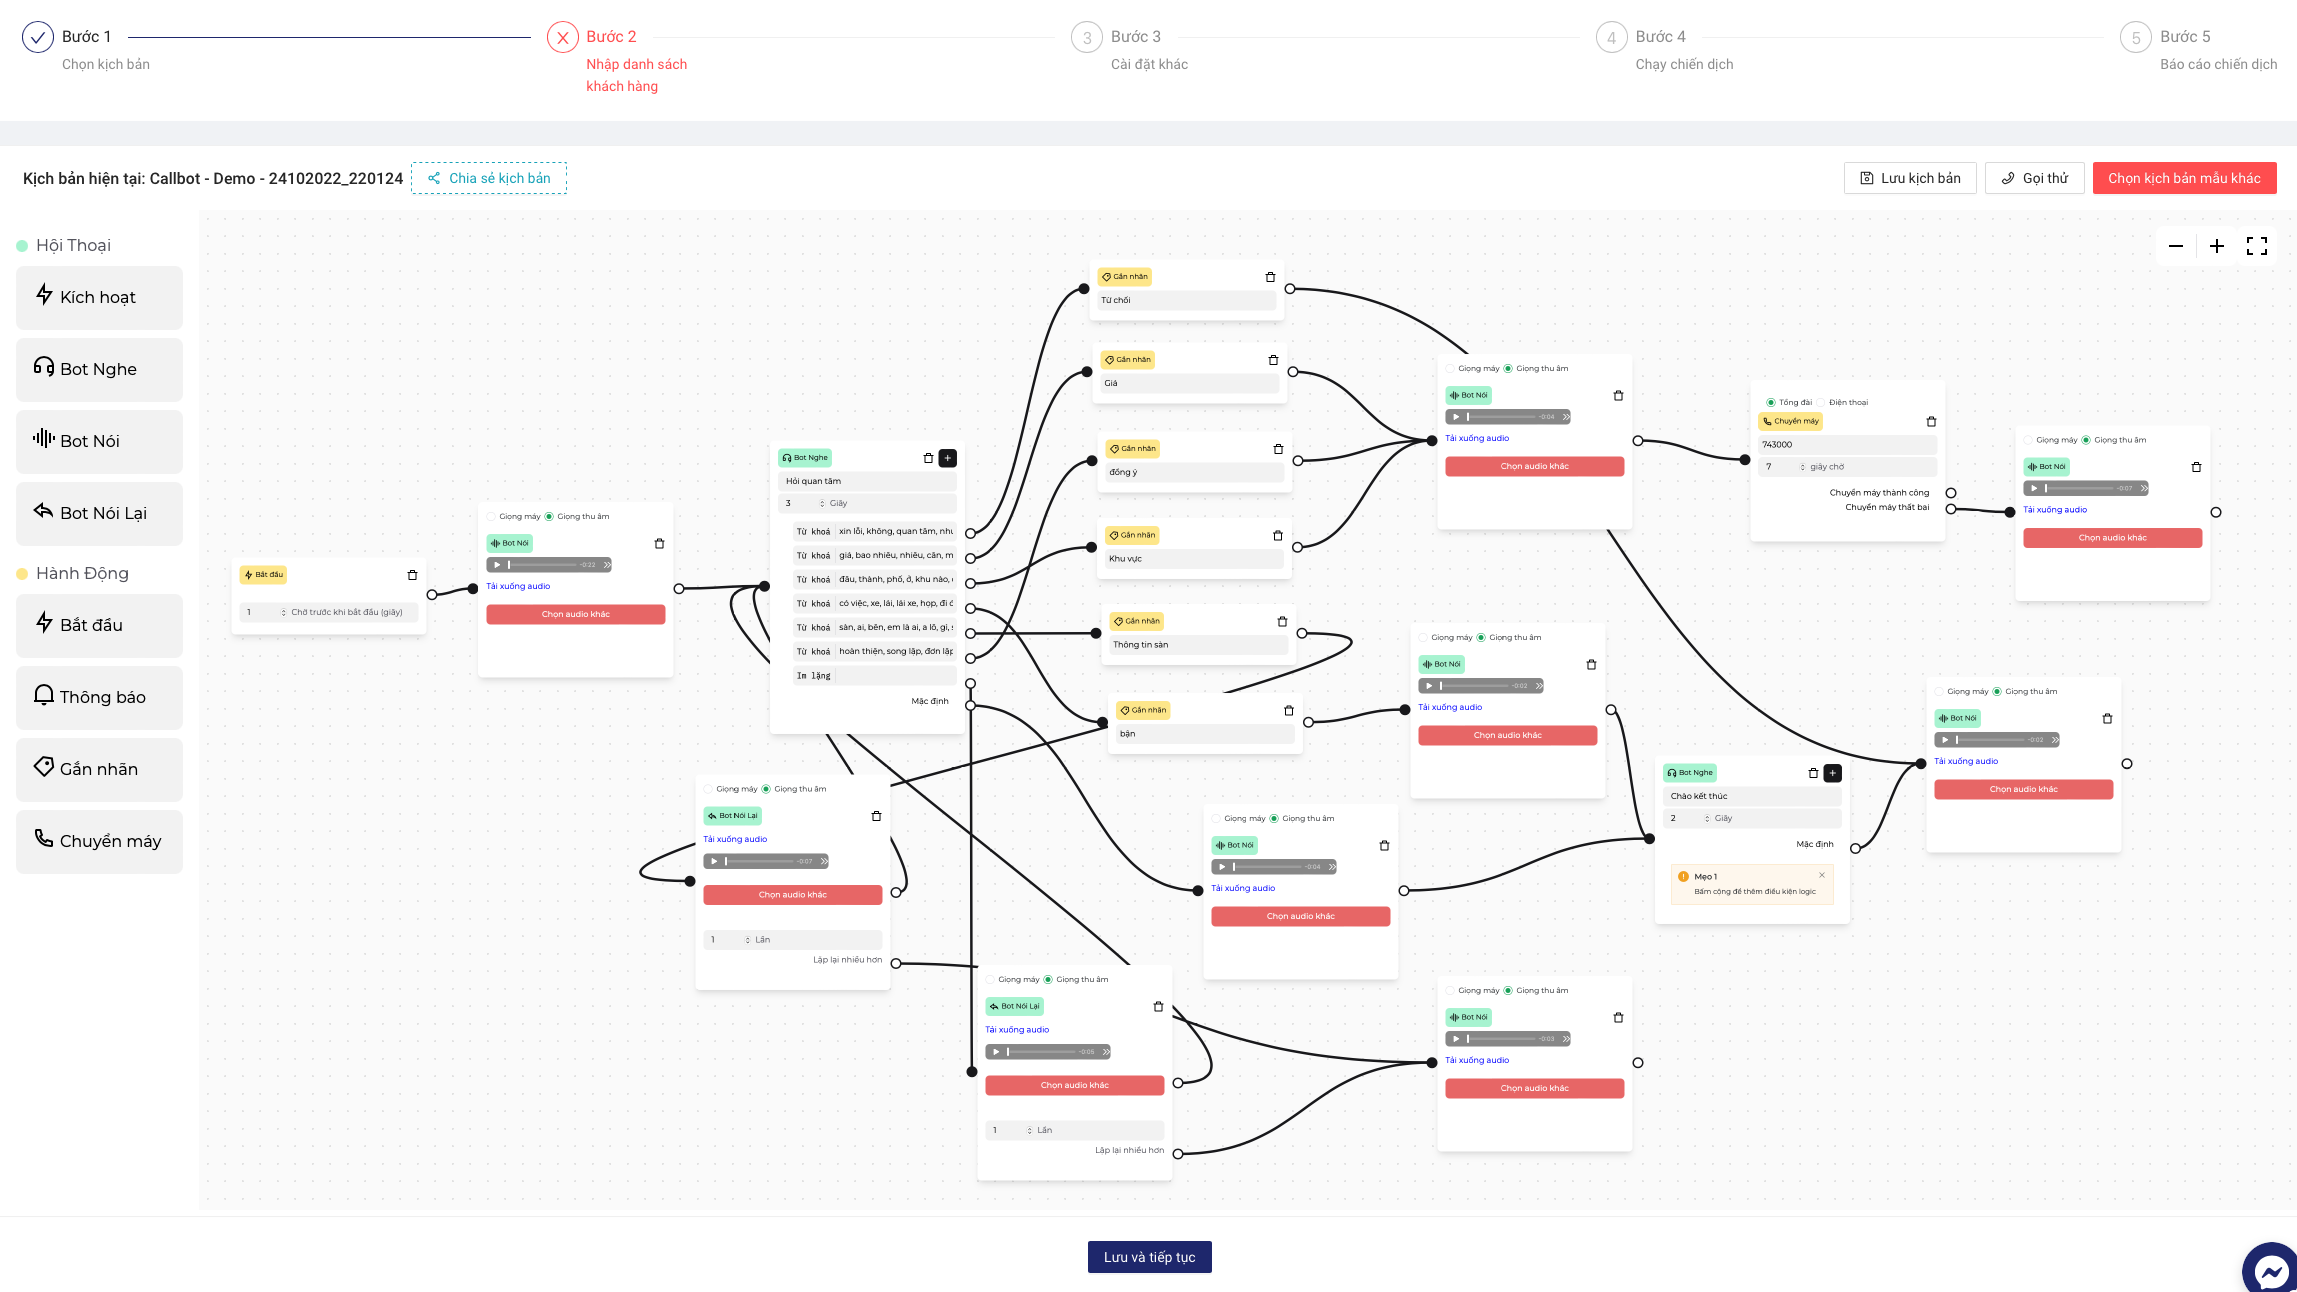 Bước 1
Chọn kịch bản
Bước 2
Nhập danh sách
khách hàng
3
Bước 3
Cài đặt khác
4
Bước 4
Chạy chiến dịch
5
Bước 5
Báo cáo chiến dịch
Kịch bản hiện tại: Callbot - Demo - 24102022_220124
Chia sẻ kịch bản
Lưu kịch bản
Gọi thử
Chọn kịch bản mẫu khác
Hội Thoại
Kích hoạt
Bot Nghe
Bot Nói
Bot Nói Lại
Hành Động
Bắt đầu
Thông báo
Gắn nhãn
Chuyển máy
Bắt đầu
1 Chờ trước khi bắt đầu (giây)
Giọng máy Giọng thu âm
Bot Nói
-0:22
Tải xuống audio
Chọn audio khác
Bot Nghe
Hỏi quan tâm
3 Giây
Từ khoá xin lỗi, không, quan tâm, nhu
Từ khoá giá, bao nhiêu, nhiêu, căn, m
Từ khoá đâu, thành, phố, ở, khu nào,
Từ khoá có việc, xe, lái, lái xe, họp, đi
Từ khoá sàn, ai, bên, em là ai, a lô, gì,
Từ khoá hoàn thiện, song lập, đơn lập
Im lặng
Mặc định
Gắn nhãn
Từ chối
Gắn nhãn
Giá
Gắn nhãn
đồng ý
Gắn nhãn
Khu vực
Gắn nhãn
Thông tin sàn
Gắn nhãn
bận
Giọng máy Giọng thu âm
Bot Nói
-0:04
Tải xuống audio
Chọn audio khác
Tổng đài Điện thoại
Chuyển máy
743000
7 giây chờ
Chuyển máy thành công
Chuyển máy thất bại
Giọng máy Giọng thu âm
Bot Nói
-0:07
Tải xuống audio
Chọn audio khác
Giọng máy Giọng thu âm
Bot Nói
-0:02
Tải xuống audio
Chọn audio khác
Giọng máy Giọng thu âm
Bot Nói
-0:02
Tải xuống audio
Chọn audio khác
Bot Nghe
Chào kết thúc
2 Giây
Mặc định
Mẹo 1
Bấm cộng để thêm điều kiện logic
Giọng máy Giọng thu âm
Bot Nói Lại
Tải xuống audio
-0:07
Chọn audio khác
1 Lần
Lặp lại nhiều hơn
Giọng máy Giọng thu âm
Bot Nói
-0:04
Tải xuống audio
Chọn audio khác
Giọng máy Giọng thu âm
Bot Nói Lại
Tải xuống audio
-0:05
Chọn audio khác
1 Lần
Lặp lại nhiều hơn
Giọng máy Giọng thu âm
Bot Nói
-0:03
Tải xuống audio
Chọn audio khác
Lưu và tiếp tục